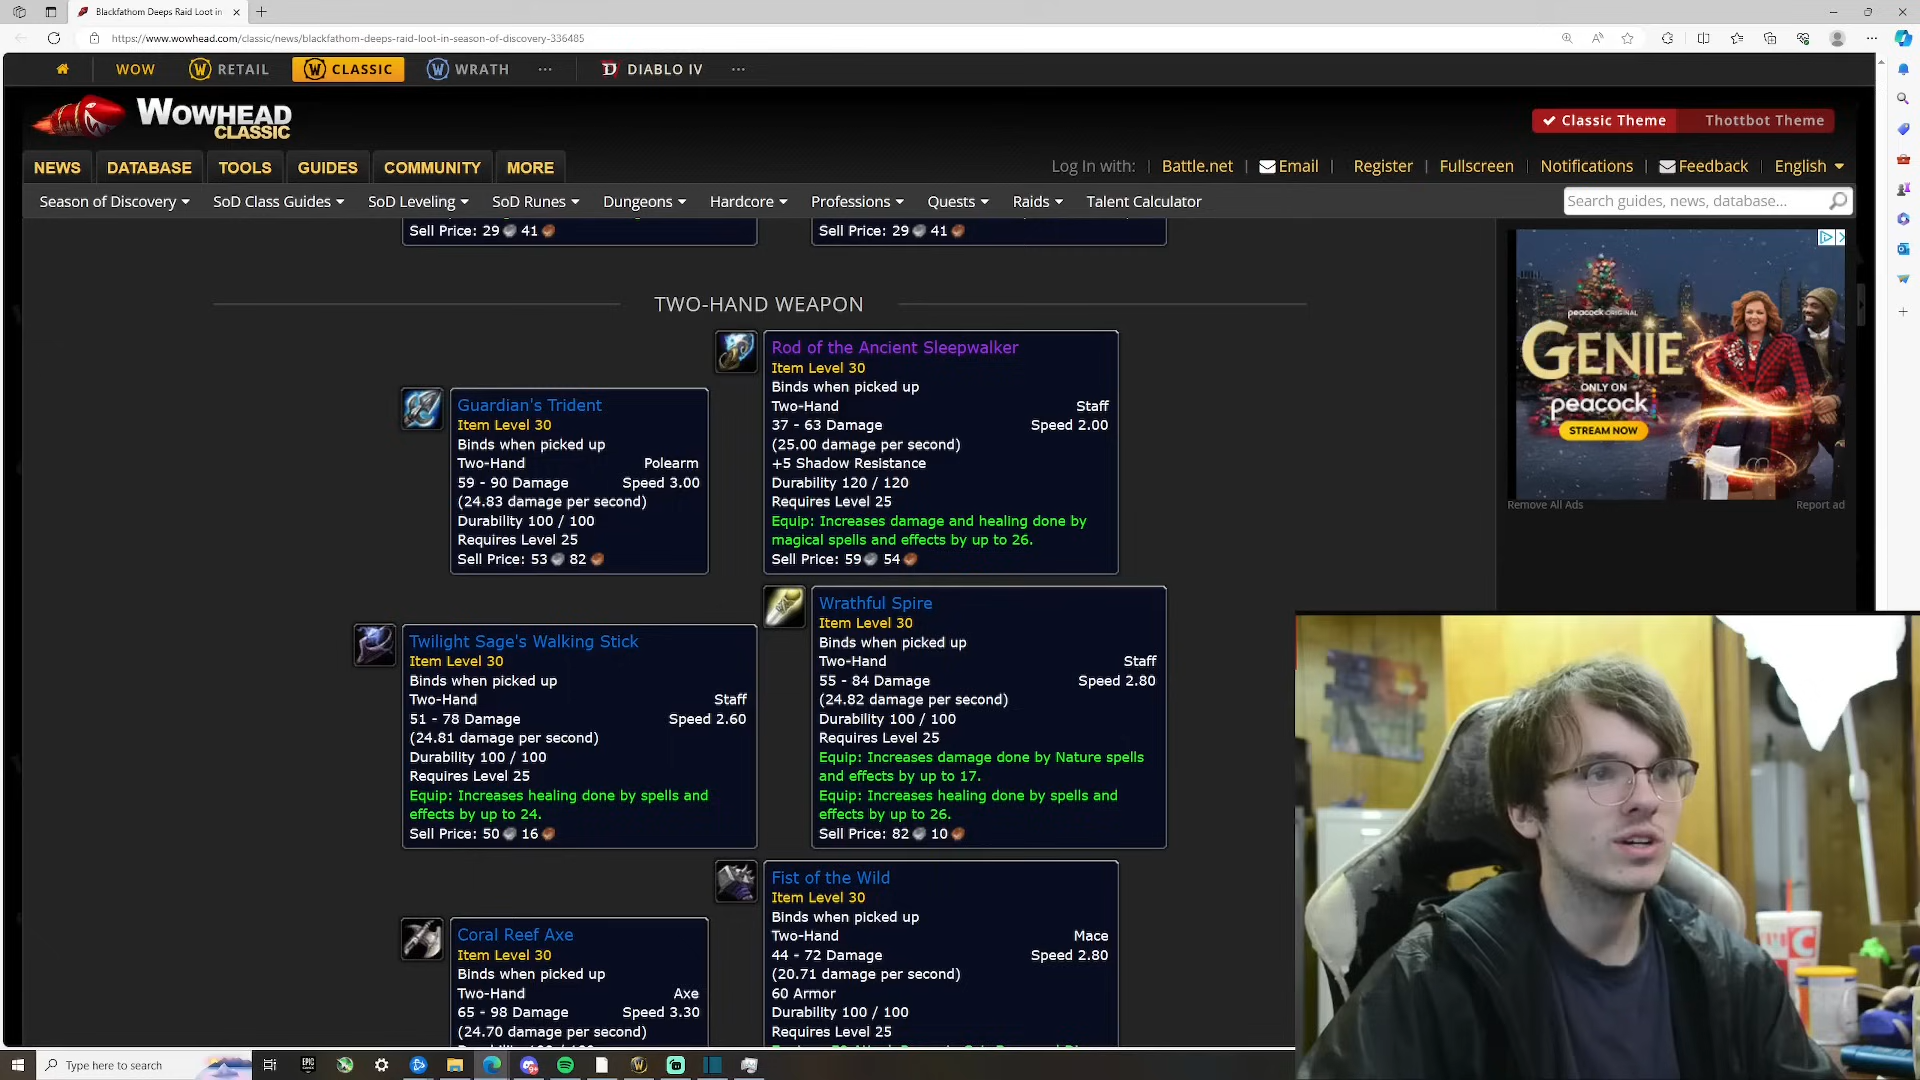 Blackfathom Deeps Raid Loot in
https://www.wowhead.com/classic/news/blackfathom-deeps-raid-loot-in-season-of-discovery-336485
WOW
RETAIL
CLASSIC
WRATH
DIABLO IV
WOWHEAD
CLASSIC
Classic Theme
Thottbot Theme
NEWS
DATABASE
TOOLS
GUIDES
COMMUNITY
MORE
Log In with:
Battle.net
Email
Register
Fullscreen
Notifications
Feedback
English
Season of Discovery
SoD Class Guides
SoD Leveling
SoD Runes
Dungeons
Hardcore
Professions
Quests
Raids
Talent Calculator
Search guides, news, database...
Sell Price: 29 41
Sell Price: 29 41
TWO-HAND WEAPON
Guardian's Trident
Item Level 30
Binds when picked up
Two-Hand Polearm
59 - 90 Damage Speed 3.00
(24.83 damage per second)
Durability 100 / 100
Requires Level 25
Sell Price: 53 82
Rod of the Ancient Sleepwalker
Item Level 30
Binds when picked up
Two-Hand Staff
37 - 63 Damage Speed 2.00
(25.00 damage per second)
+5 Shadow Resistance
Durability 120 / 120
Requires Level 25
Equip: Increases damage and healing done by
magical spells and effects by up to 26.
Sell Price: 59 54
Twilight Sage's Walking Stick
Item Level 30
Binds when picked up
Two-Hand Staff
51 - 78 Damage Speed 2.60
(24.81 damage per second)
Durability 100 / 100
Requires Level 25
Equip: Increases healing done by spells and
effects by up to 24.
Sell Price: 50 16
Wrathful Spire
Item Level 30
Binds when picked up
Two-Hand Staff
55 - 84 Damage Speed 2.80
(24.82 damage per second)
Durability 100 / 100
Requires Level 25
Equip: Increases damage done by Nature spells
and effects by up to 17.
Equip: Increases healing done by spells and
effects by up to 26.
Sell Price: 82 10
Coral Reef Axe
Item Level 30
Binds when picked up
Two-Hand Axe
65 - 98 Damage Speed 3.30
(24.70 damage per second)
Fist of the Wild
Item Level 30
Binds when picked up
Two-Hand Mace
44 - 72 Damage Speed 2.80
(20.71 damage per second)
60 Armor
Durability 100 / 100
Requires Level 25
peacock ORIGINAL
GENIE
ONLY ON
peacock
STREAM NOW
Remove All Ads
Report ad
Type here to search
EPIC